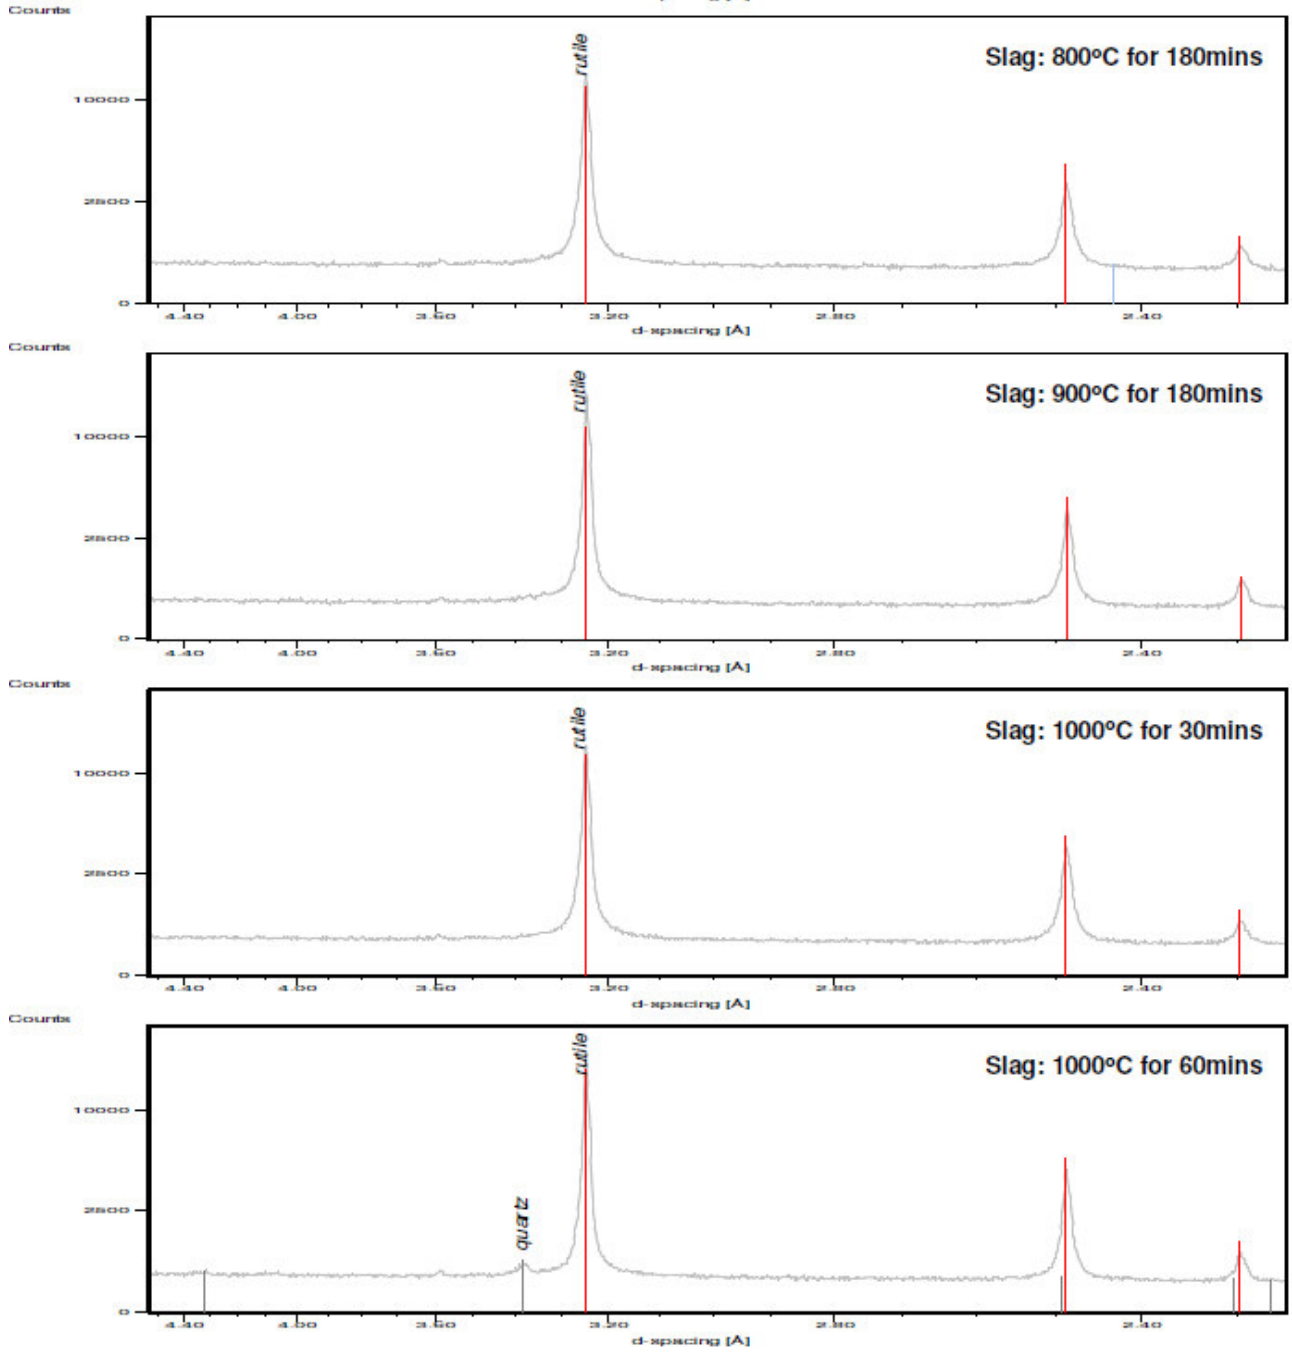 Counts
rutile
Slag: 800°C for 180mins
10000
2500
0
4.40 4.00 3.60 3.20 2.80 2.40
d-spacing [Å]
Counts
rutile
Slag: 900°C for 180mins
10000
2500
0
4.40 4.00 3.60 3.20 2.80 2.40
d-spacing [Å]
Counts
rutile
Slag: 1000°C for 30mins
10000
2500
0
4.40 4.00 3.60 3.20 2.80 2.40
d-spacing [Å]
Counts
rutile
Slag: 1000°C for 60mins
10000
quartz
2500
0
4.40 4.00 3.60 3.20 2.80 2.40
d-spacing [Å]